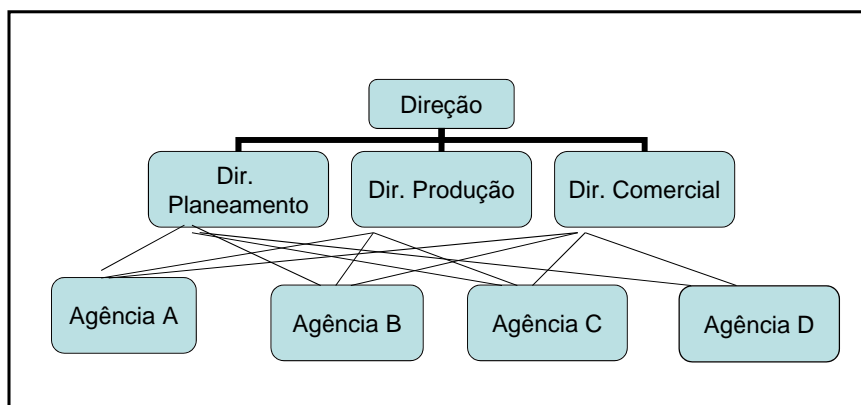 Direção
Dir.
Planeamento
Dir. Produção
Dir. Comercial
Agência A
Agência B
Agência C
Agência D